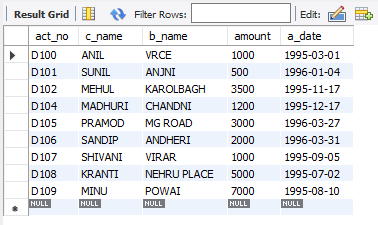 Result Grid Filter Rows: Edit:
act_no c_name b_name amount a_date
D100 ANIL VRCE 1000 1995-03-01
D101 SUNIL ANJNI 500 1996-01-04
D102 MEHUL KAROLBAGH 3500 1995-11-17
D104 MADHURI CHANDNI 1200 1995-12-17
D105 PRAMOD MG ROAD 3000 1996-03-27
D106 SANDIP ANDHERI 2000 1996-03-31
D107 SHIVANI VIRAR 1000 1995-09-05
D108 KRANTI NEHRU PLACE 5000 1995-07-02
D109 MINU POWAI 7000 1995-08-10
NULL NULL NULL NULL NULL